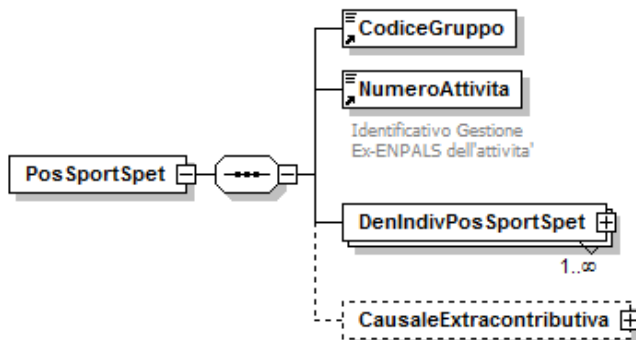 CodiceGruppo
NumeroAttivita
Identificativo Gestione
Ex-ENPALS dell'attivita'
PosSportSpet
DenIndivPosSportSpet
1..∞
CausaleExtracontributiva